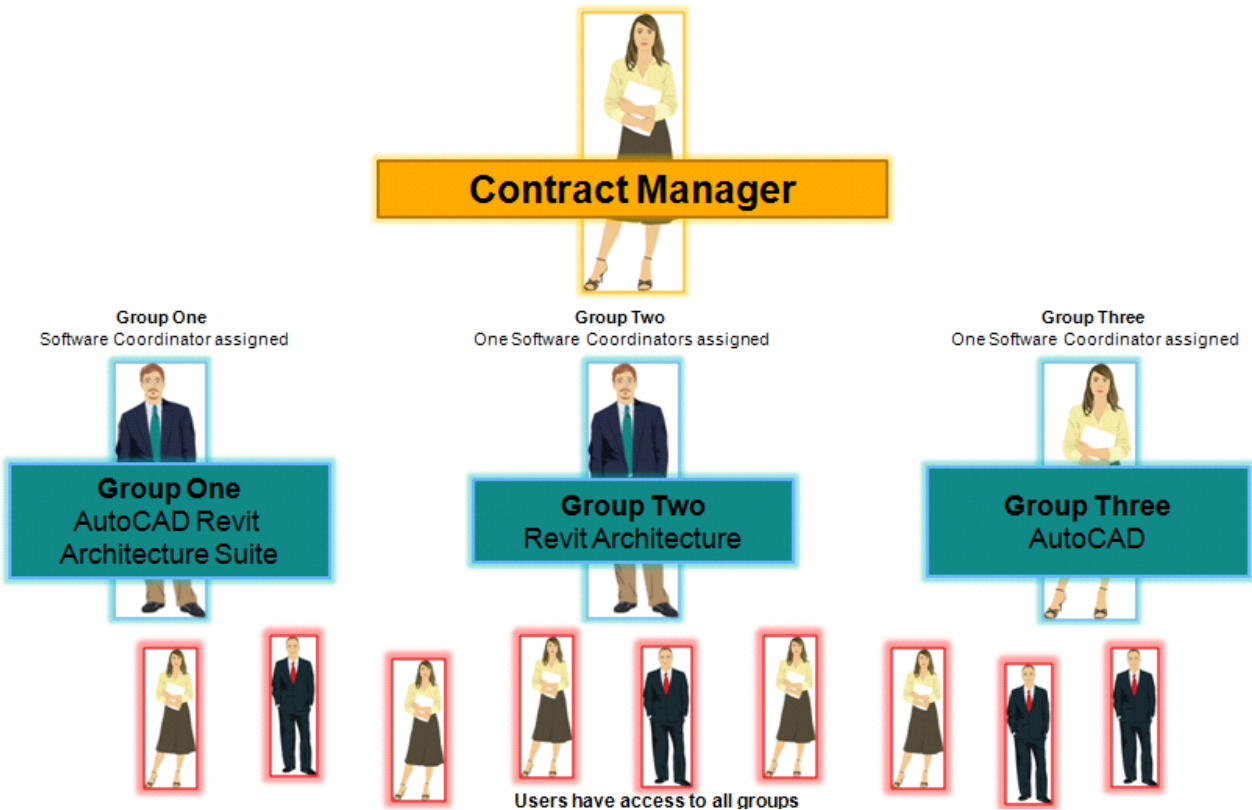 Contract Manager
Group One
Software Coordinator assigned
Group Two
One Software Coordinators assigned
Group Three
One Software Coordinator assigned
Group One
AutoCAD Revit
Architecture Suite
Group Two
Revit Architecture
Group Three
AutoCAD
Users have access to all groups